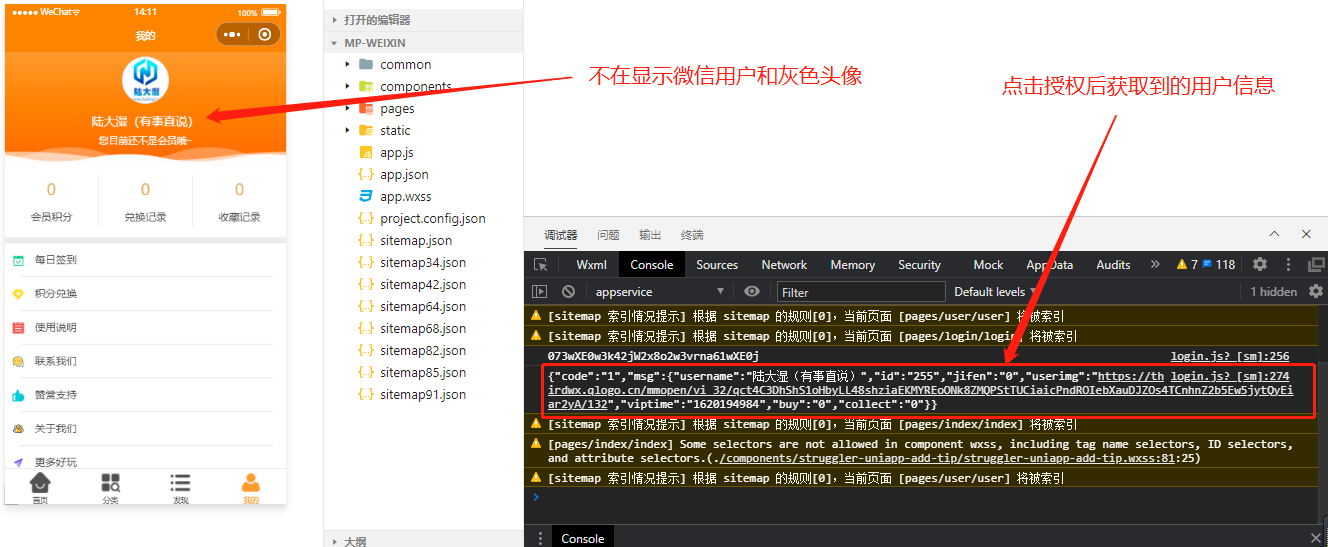 WeChat
14:11
100%
我的
陆大湿
陆大湿（有事直说）
您目前还不是会员哦~
0
0
0
会员积分
兑换记录
收藏记录
每日签到
积分兑换
使用说明
联系我们
赞赏支持
关于我们
更多好玩
首页
分类
发现
我的
打开的编辑器
MP-WEIXIN
common
components
pages
static
app.js
app.json
app.wxss
project.config.json
sitemap.json
sitemap34.json
sitemap42.json
sitemap64.json
sitemap68.json
sitemap82.json
sitemap85.json
sitemap91.json
大纲
不在显示微信用户和灰色头像
点击授权后获取到的用户信息
调试器 问题 输出 终端
Wxml Console Sources Network Memory Security Mock AppData Audits » 7 118
appservice Filter Default levels 1 hidden
[sitemap 索引情况提示] 根据 sitemap 的规则[0]，当前页面 [pages/user/user] 将被索引
[sitemap 索引情况提示] 根据 sitemap 的规则[0]，当前页面 [pages/login/login] 将被索引
073wXE0w3k42jW2x8o2w3vrna61wXE0j login.js? [sm]:256
{"code":"1","msg":{"username":"陆大湿（有事直说）","id":"255","jifen":"0","userimg":"https://th login.js? [sm]:274
irdwx.qlogo.cn/mmopen/vi_32/qct4C3DhShS1oHbyLL48shziaEKMYREoONk8ZMQPStTUCiaicPndROIebXauDJZOs4TCnhnZ2b5Ew5jytQyEi
ar2yA/132","viptime":"1620194984","buy":"0","collect":"0"}}
[sitemap 索引情况提示] 根据 sitemap 的规则[0]，当前页面 [pages/index/index] 将被索引
[pages/index/index] Some selectors are not allowed in component wxss, including tag name selectors, ID selectors,
and attribute selectors.(./components/struggler-uniapp-add-tip/struggler-uniapp-add-tip.wxss:81:25)
[sitemap 索引情况提示] 根据 sitemap 的规则[0]，当前页面 [pages/user/user] 将被索引
Console